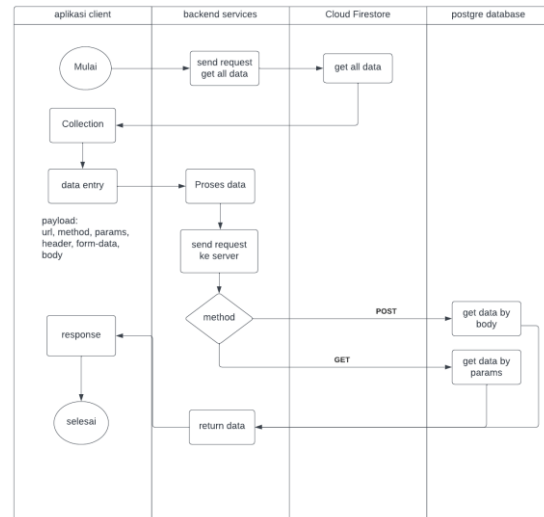 aplikasi client
backend services
Cloud Firestore
postgre database
Mulai
send request
get all data
get all data
Collection
data entry
Proses data
payload:
url, method, params,
header, form-data,
body
send request
ke server
method
POST
get data by
body
response
GET
get data by
params
selesai
return data